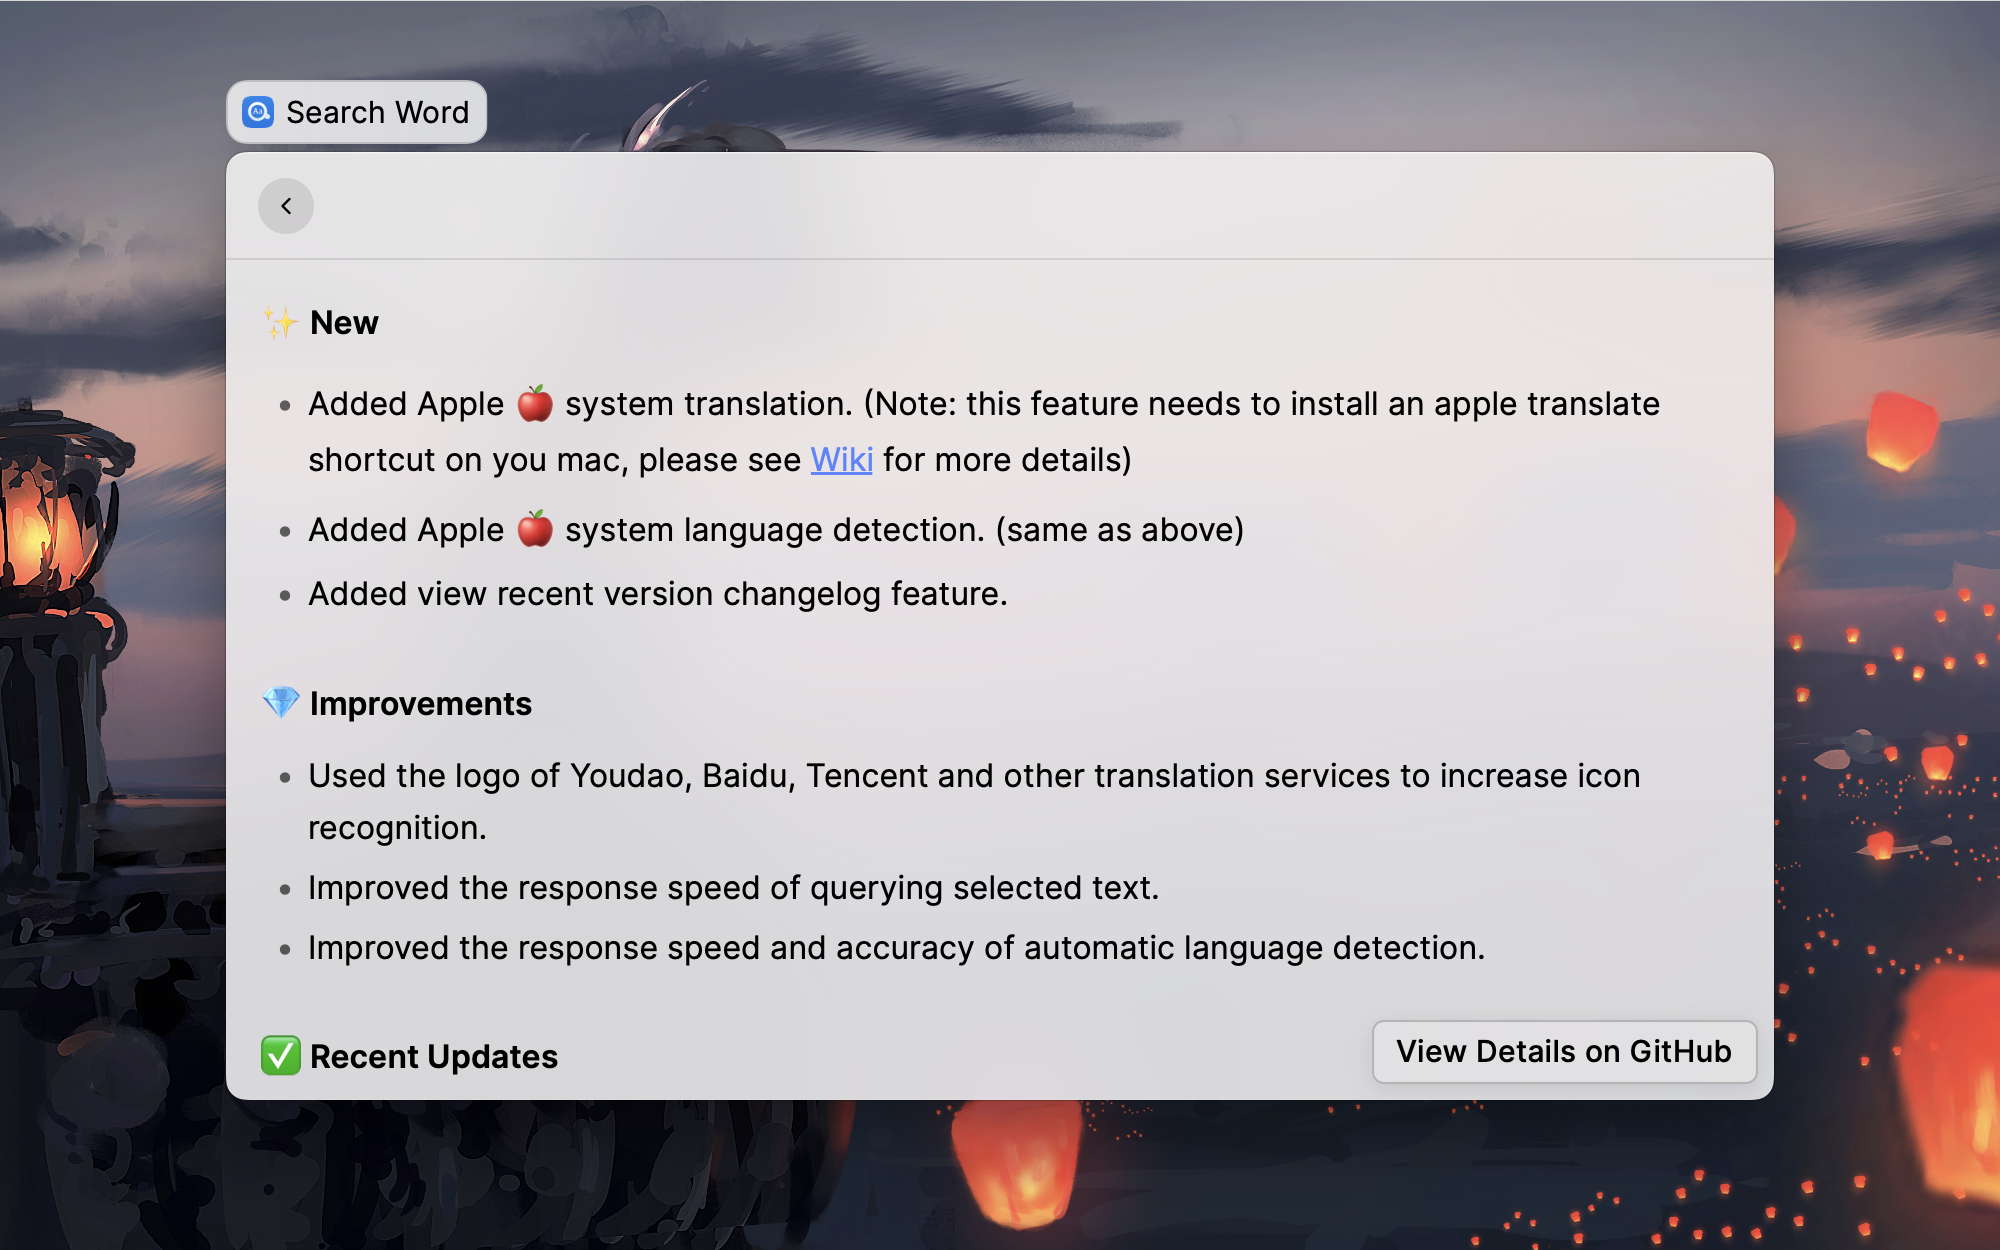 Search Word
✨ New
• Added Apple 🍎 system translation. (Note: this feature needs to install an apple translate
shortcut on you mac, please see Wiki for more details)
• Added Apple 🍎 system language detection. (same as above)
• Added view recent version changelog feature.
💎 Improvements
• Used the logo of Youdao, Baidu, Tencent and other translation services to increase icon
recognition.
• Improved the response speed of querying selected text.
• Improved the response speed and accuracy of automatic language detection.
✅ Recent Updates
View Details on GitHub